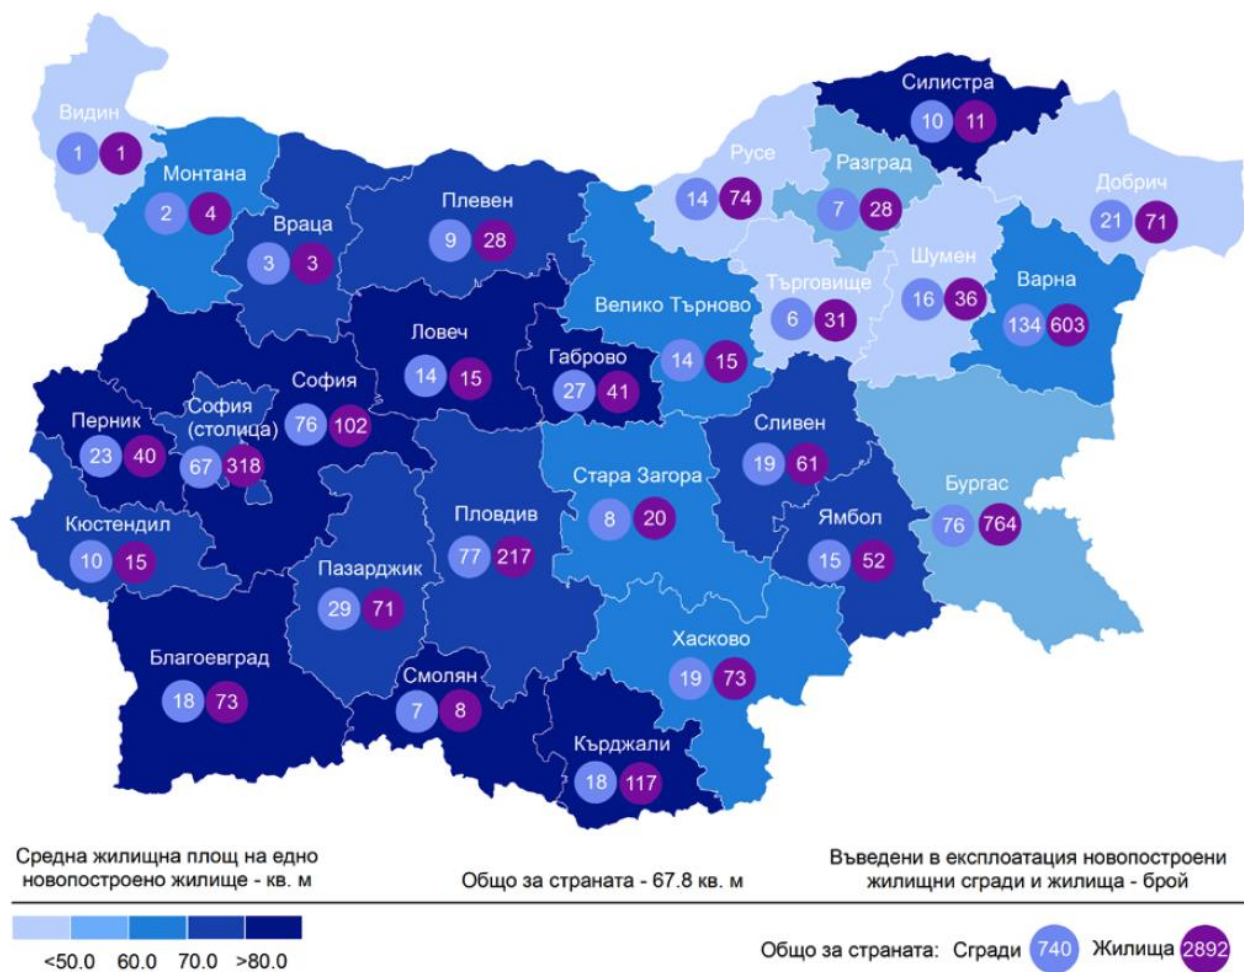 Силистра
10 11
Видин
1 1
Русе
14 74
Разград
7 28
Добрич
21 71
Монтана
2 4
Плевен
9 28
Враца
3 3
Шумен
16 36
Варна
134 603
Търговище
6 31
Велико Търново
14 15
Ловеч
14 15
Габрово
27 41
София
76 102
Перник
23 40
София
(столица)
67 318
Сливен
19 61
Стара Загора
8 20
Бургас
76 764
Кюстендил
10 15
Пловдив
77 217
Ямбол
15 52
Пазарджик
29 71
Хасково
19 73
Благоевград
18 73
Смолян
7 8
Кърджали
18 117
Средна жилищна площ на едно
новопостроено жилище - кв. м
Общо за страната - 67.8 кв. м
Въведени в експлоатация новопостроени
жилищни сгради и жилища - брой
<50.0 60.0 70.0 >80.0
Общо за страната: Сгради 740 Жилища 2892